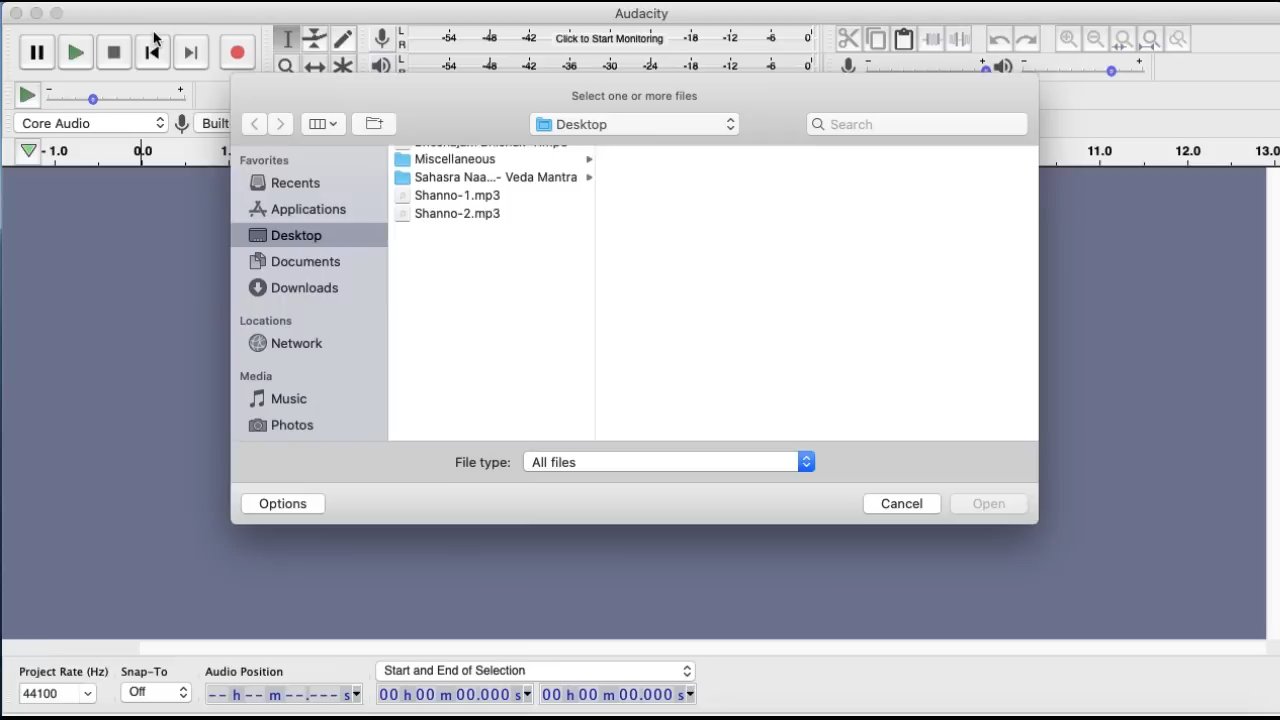 Audacity
L
R
-54 -48 -42 Click to Start Monitoring -18 -12 -6 0
L
R
-54 -48 -42 -36 -30 -24 -18 -12 -6 0
- +
- +
- +
Core Audio
Built
- 1.0 0.0 1. 11.0 12.0 13.0
Select one or more files
Desktop
Search
Favorites
Recents
Applications
Desktop
Documents
Downloads
Locations
Network
Media
Music
Photos
Miscellaneous
Sahasra Naa...- Veda Mantra
Shanno-1.mp3
Shanno-2.mp3
File type: All files
Options
Cancel
Open
Project Rate (Hz) Snap-To Audio Position Start and End of Selection
44100 Off -- h -- m --.--- s 00 h 00 m 00.000 s 00 h 00 m 00.000 s